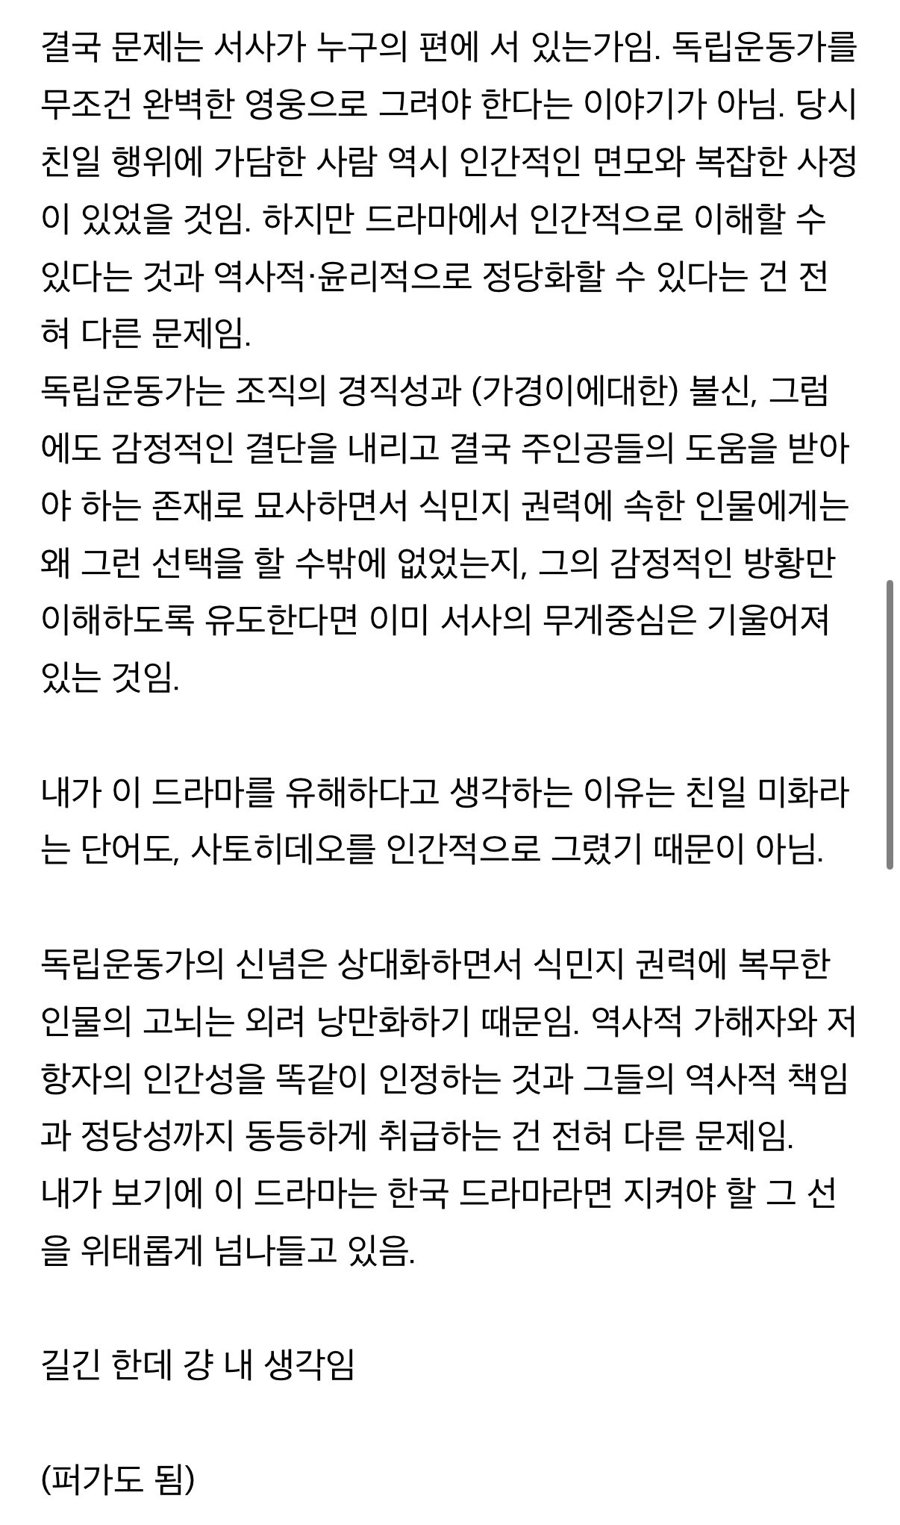 결국 문제는 서사가 누구의 편에 서 있는가임. 독립운동가를
무조건 완벽한 영웅으로 그려야 한다는 이야기가 아님. 당시
친일 행위에 가담한 사람 역시 인간적인 면모와 복잡한 사정
이 있었을 것임. 하지만 드라마에서 인간적으로 이해할 수
있다는 것과 역사적·윤리적으로 정당화할 수 있다는 건 전
혀 다른 문제임.
독립운동가는 조직의 경직성과 (가경이에대한) 불신, 그럼
에도 감정적인 결단을 내리고 결국 주인공들의 도움을 받아
야 하는 존재로 묘사하면서 식민지 권력에 속한 인물에게는
왜 그런 선택을 할 수밖에 없었는지, 그의 감정적인 방황만
이해하도록 유도한다면 이미 서사의 무게중심은 기울어져
있는 것임.
내가 이 드라마를 유해하다고 생각하는 이유는 친일 미화라
는 단어도, 사토히데오를 인간적으로 그렸기 때문이 아님.
독립운동가의 신념은 상대화하면서 식민지 권력에 복무한
인물의 고뇌는 외려 낭만화하기 때문임. 역사적 가해자와 저
항자의 인간성을 똑같이 인정하는 것과 그들의 역사적 책임
과 정당성까지 동등하게 취급하는 건 전혀 다른 문제임.
내가 보기에 이 드라마는 한국 드라마라면 지켜야 할 그 선
을 위태롭게 넘나들고 있음.
길긴 한데 걍 내 생각임
(퍼가도 됨)